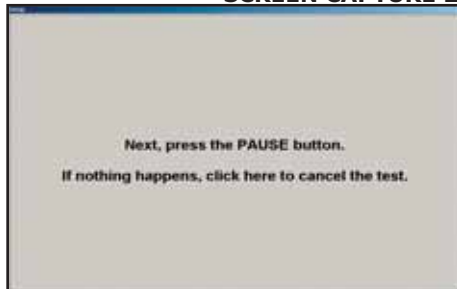 SCREEN CAPTURE
Next, press the PAUSE button.
If nothing happens, click here to cancel the test.